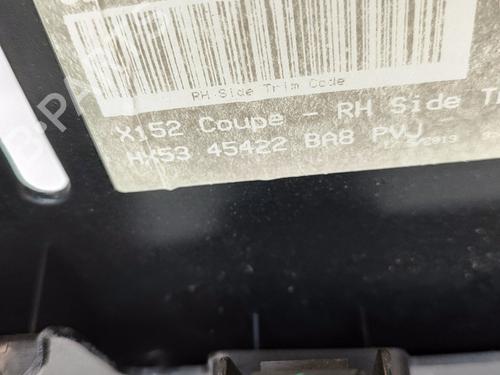 RH Side Trim Code
X152 Coupe - RH Side
HX53 45422 BA8 PVJ